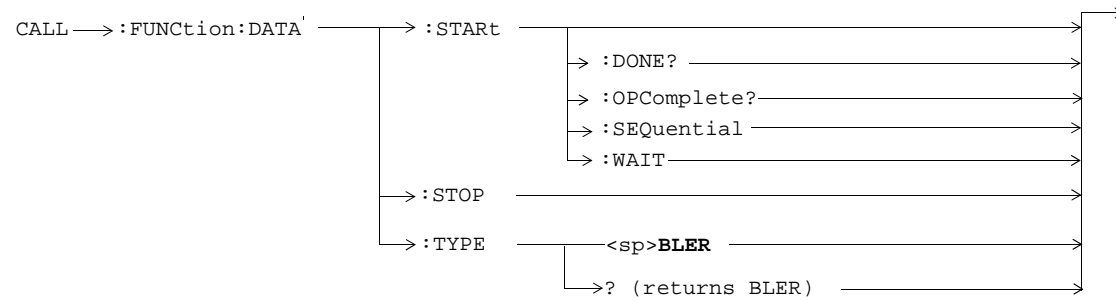 CALL :FUNCtion:DATA :STARt
:DONE?
:OPComplete?
:SEQuential
:WAIT
:STOP
:TYPE <sp>BLER
? (returns BLER)